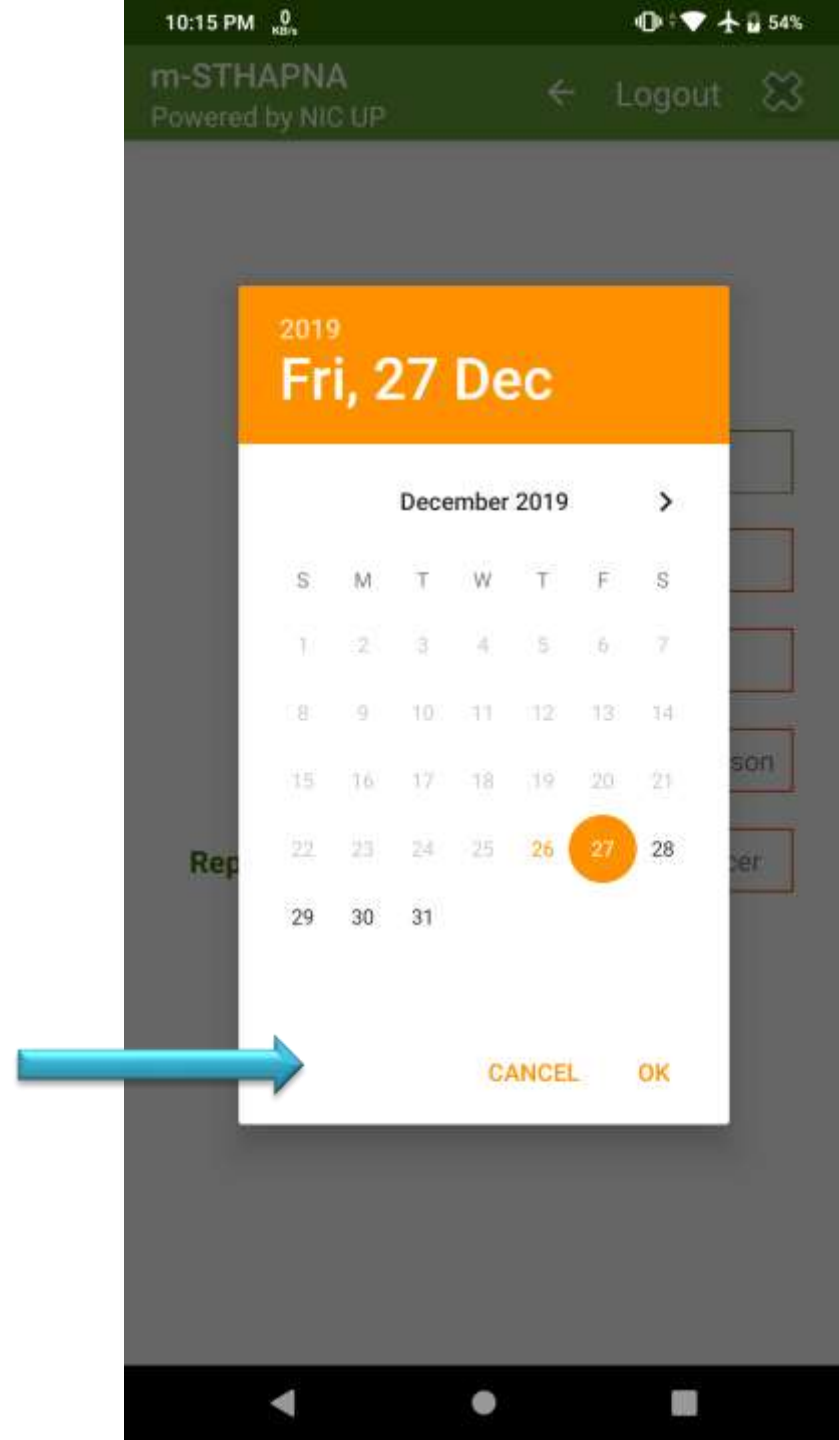 10:15 PM 0 KB/s 54%
m-STHAPNA
Powered by NIC UP
Logout
2019
Fri, 27 Dec
December 2019
S M T W T F S
1 2 3 4 5 6 7
8 9 10 11 12 13 14
15 16 17 18 19 20 21
son
22 23 24 25 26 27 28
Rep
cer
29 30 31
CANCEL OK